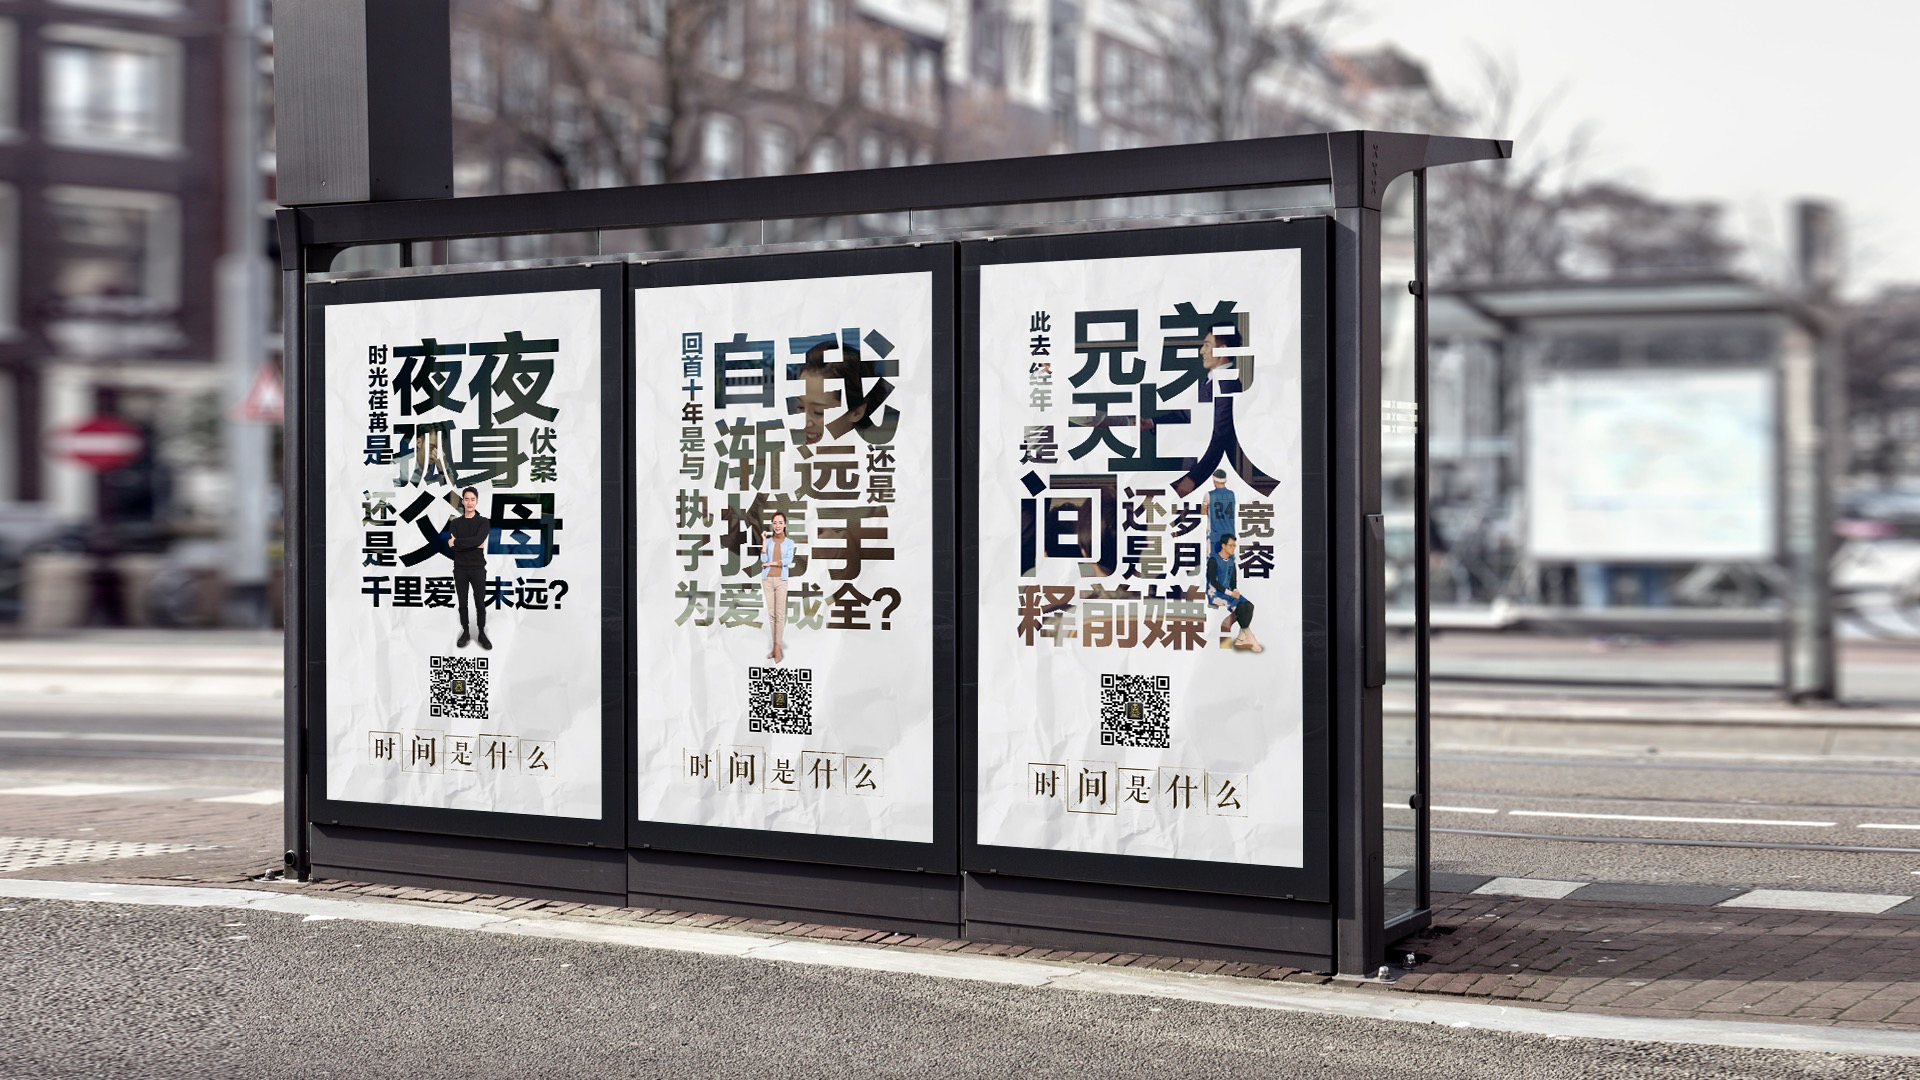 时光荏苒是
夜夜
孤身
伏案
还是
父母
千里爱未远?
时间是什么
回首十年是与
自我
渐远
还是
执子
携手
为爱成全?
时间是什么
此去经年
是
兄弟
天上人
间
还是
岁月
宽容
释前嫌?
时间是什么
24